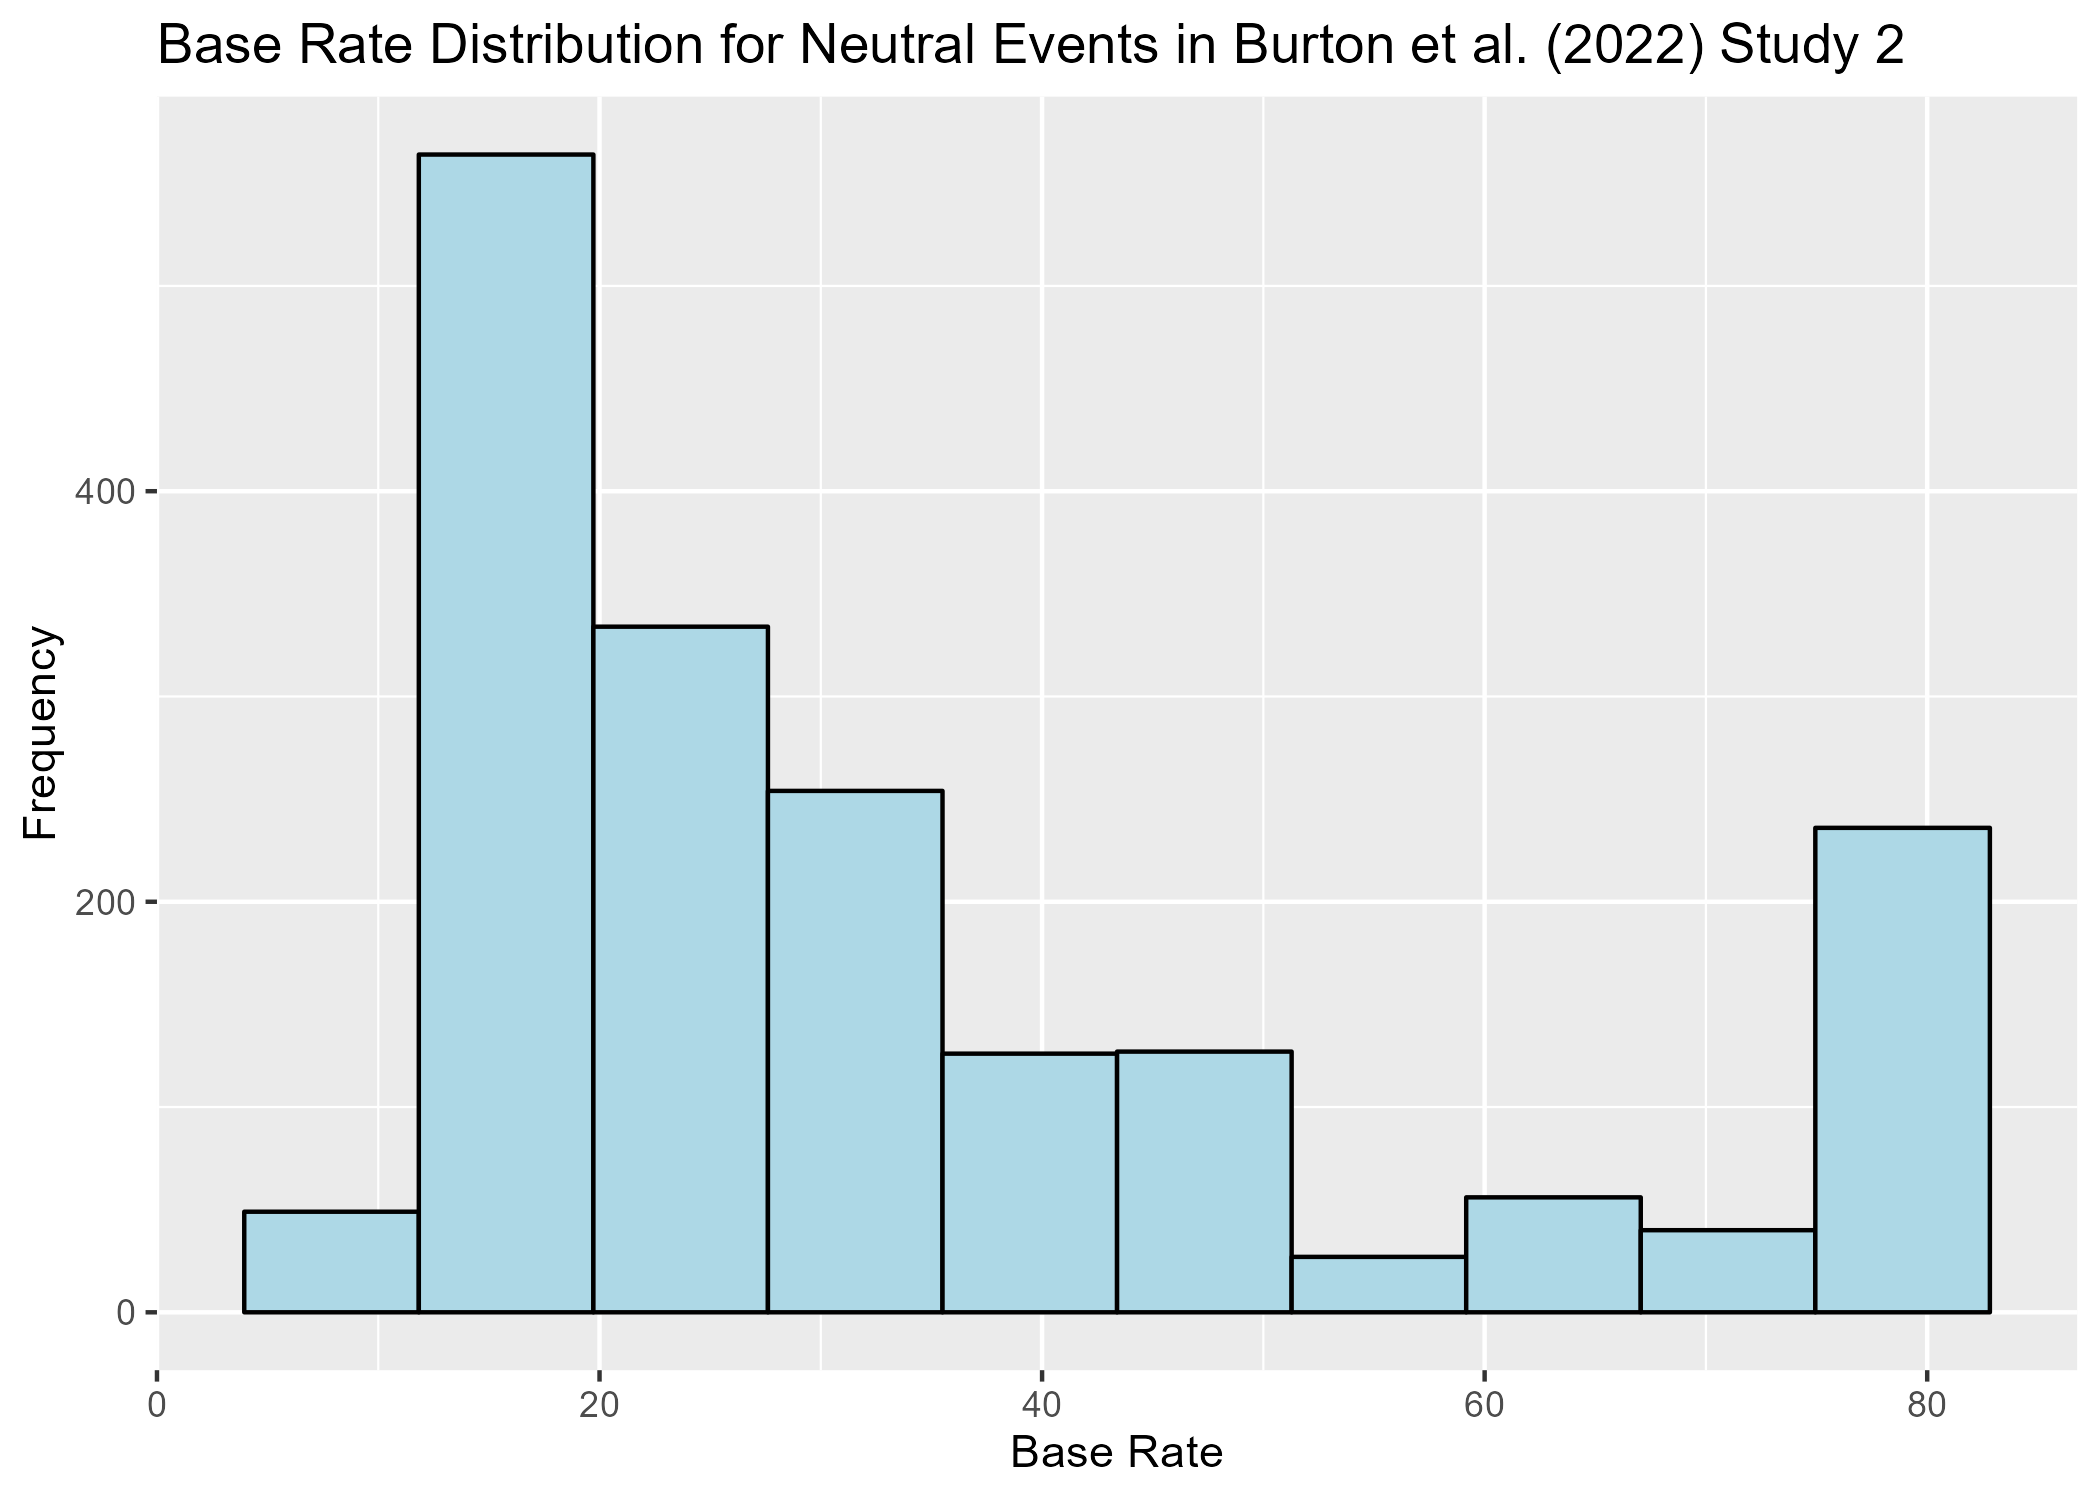 Base Rate Distribution for Neutral Events in Burton et al. (2022) Study 2
Frequency
400
200
0
0 20 40 60 80
Base Rate